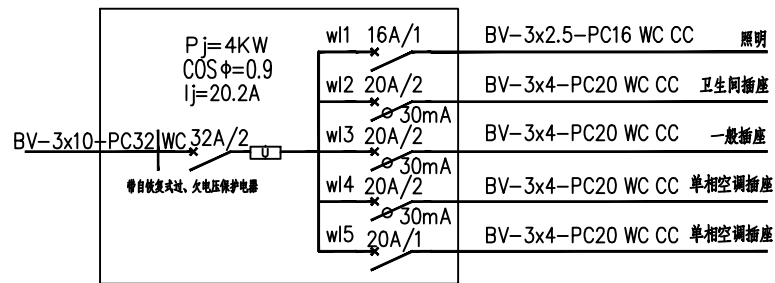 Pj=4KW
COSφ=0.9
Ij=20.2A
BV-3x10-PC32 WC 32A/2
U
带自恢复式过、欠电压保护电器
wl1 16A/1 BV-3x2.5-PC16 WC CC 照明
wl2 20A/2 BV-3x4-PC20 WC CC 卫生间插座
30mA
wl3 20A/2 BV-3x4-PC20 WC CC 一般插座
30mA
wl4 20A/2 BV-3x4-PC20 WC CC 单相空调插座
30mA
wl5 20A/1 BV-3x4-PC20 WC CC 单相空调插座